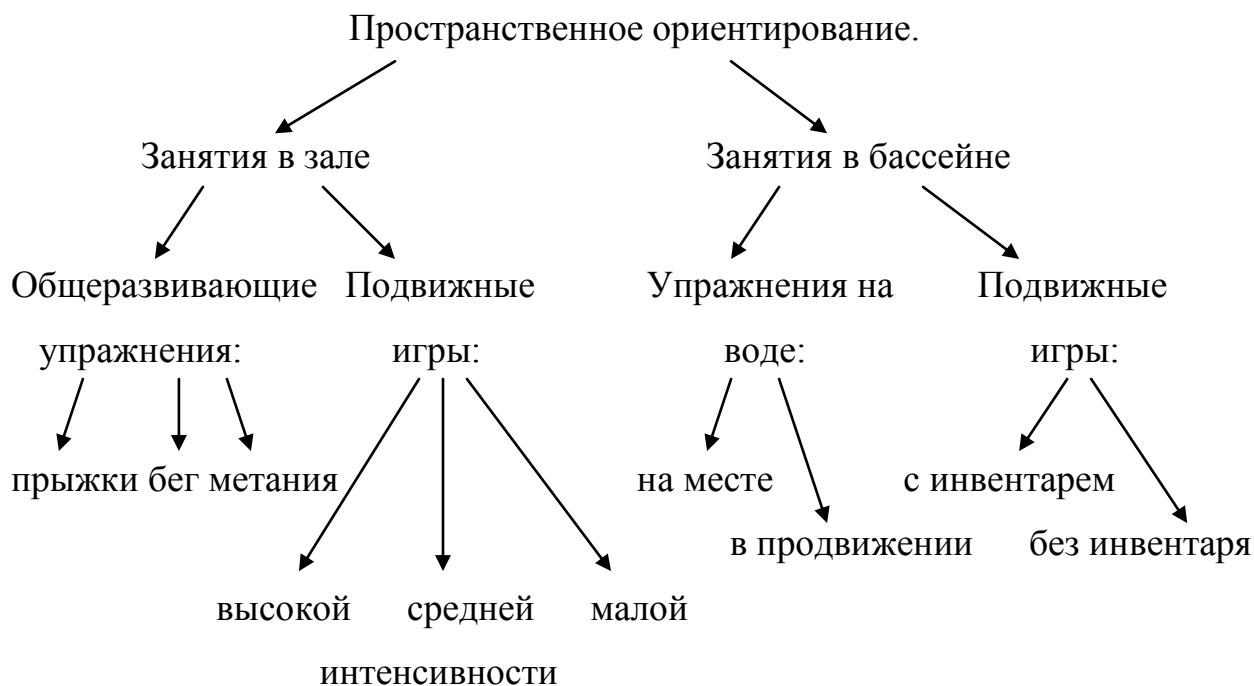 Пространственное ориентирование.
Занятия в зале Занятия в бассейне
Общеразвивающие Подвижные Упражнения на Подвижные
упражнения: игры: воде: игры:
прыжки бег метания на месте с инвентарем
в продвижении без инвентаря
высокой средней малой
интенсивности